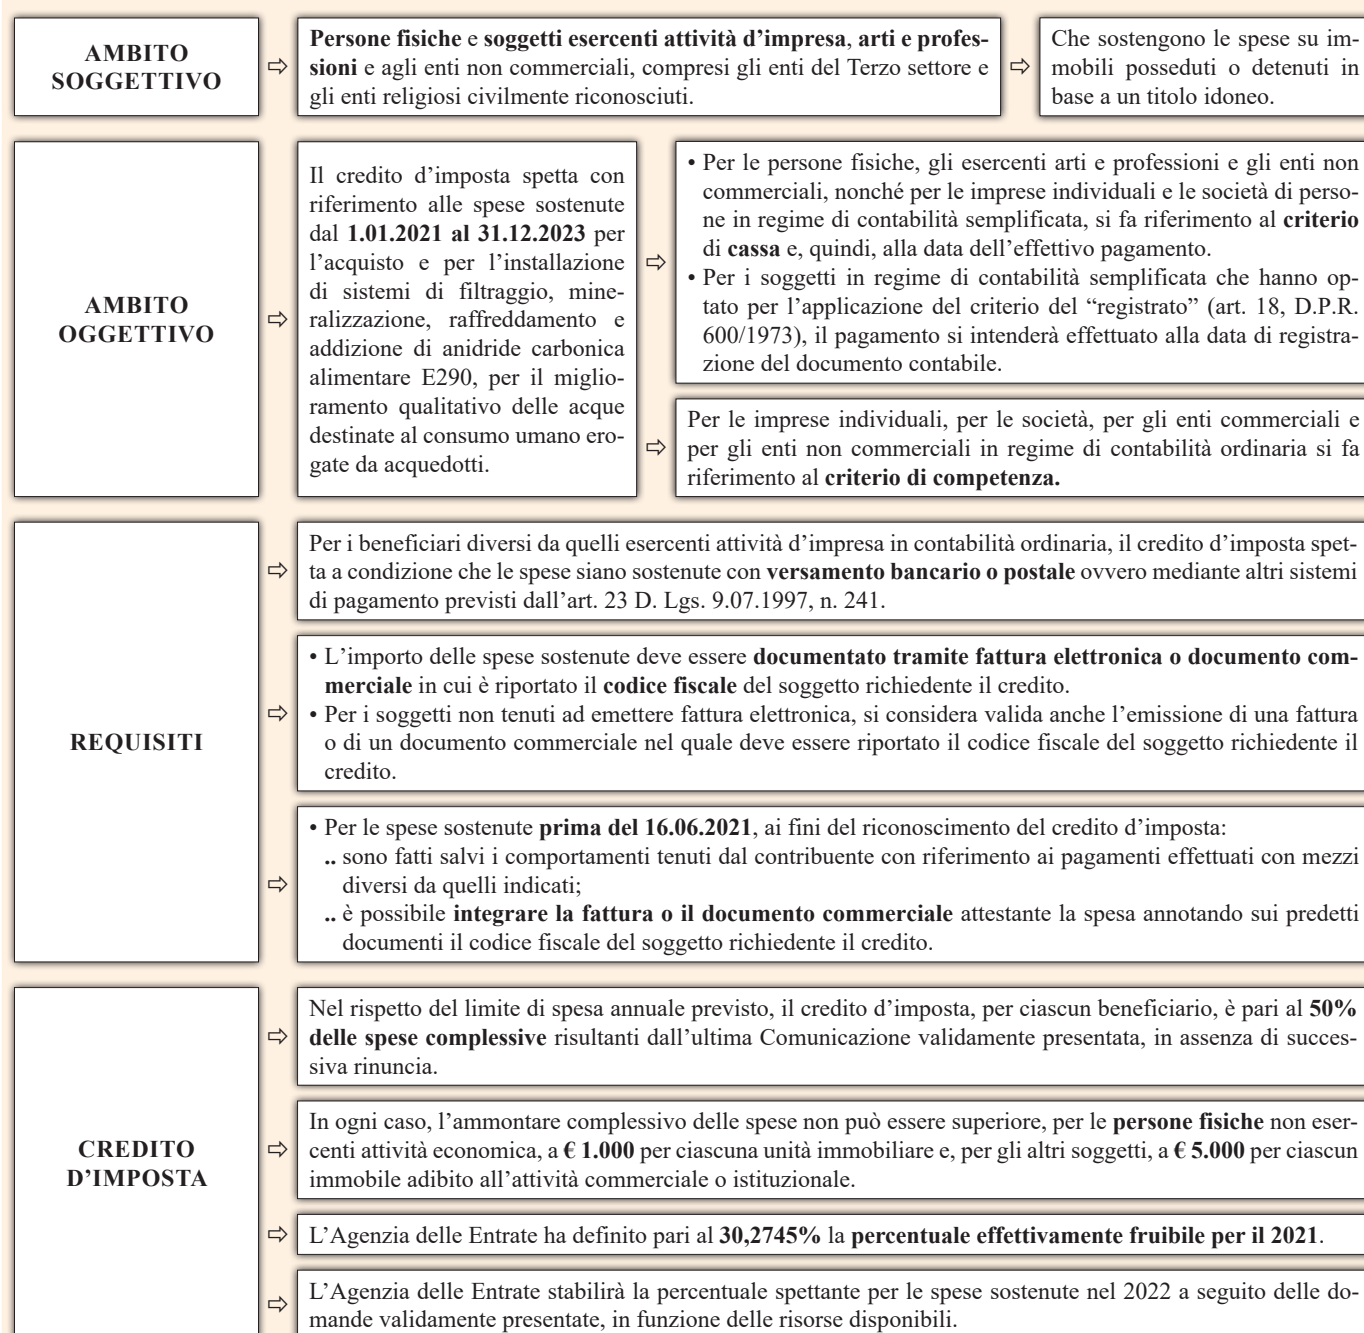 AMBITO
SOGGETTIVO
⇨
Persone fisiche e soggetti esercenti attività d’impresa, arti e profes-
sioni e agli enti non commerciali, compresi gli enti del Terzo settore e
gli enti religiosi civilmente riconosciuti.
⇨
Che sostengono le spese su im-
mobili posseduti o detenuti in
base a un titolo idoneo.
AMBITO
OGGETTIVO
⇨
Il credito d’imposta spetta con
riferimento alle spese sostenute
dal 1.01.2021 al 31.12.2023 per
l’acquisto e per l’installazione
di sistemi di filtraggio, mine-
ralizzazione, raffreddamento e
addizione di anidride carbonica
alimentare E290, per il miglio-
ramento qualitativo delle acque
destinate al consumo umano ero-
gate da acquedotti.
⇨
• Per le persone fisiche, gli esercenti arti e professioni e gli enti non
commerciali, nonché per le imprese individuali e le società di perso-
ne in regime di contabilità semplificata, si fa riferimento al criterio
di cassa e, quindi, alla data dell’effettivo pagamento.
• Per i soggetti in regime di contabilità semplificata che hanno op-
tato per l’applicazione del criterio del “registrato” (art. 18, D.P.R.
600/1973), il pagamento si intenderà effettuato alla data di registra-
zione del documento contabile.
⇨
Per le imprese individuali, per le società, per gli enti commerciali e
per gli enti non commerciali in regime di contabilità ordinaria si fa
riferimento al criterio di competenza.
REQUISITI
⇨
Per i beneficiari diversi da quelli esercenti attività d’impresa in contabilità ordinaria, il credito d’imposta spet-
ta a condizione che le spese siano sostenute con versamento bancario o postale ovvero mediante altri sistemi
di pagamento previsti dall’art. 23 D. Lgs. 9.07.1997, n. 241.
⇨
• L’importo delle spese sostenute deve essere documentato tramite fattura elettronica o documento com-
merciale in cui è riportato il codice fiscale del soggetto richiedente il credito.
• Per i soggetti non tenuti ad emettere fattura elettronica, si considera valida anche l’emissione di una fattura
o di un documento commerciale nel quale deve essere riportato il codice fiscale del soggetto richiedente il
credito.
⇨
• Per le spese sostenute prima del 16.06.2021, ai fini del riconoscimento del credito d’imposta:
.. sono fatti salvi i comportamenti tenuti dal contribuente con riferimento ai pagamenti effettuati con mezzi
diversi da quelli indicati;
.. è possibile integrare la fattura o il documento commerciale attestante la spesa annotando sui predetti
documenti il codice fiscale del soggetto richiedente il credito.
CREDITO
D’IMPOSTA
⇨
Nel rispetto del limite di spesa annuale previsto, il credito d’imposta, per ciascun beneficiario, è pari al 50%
delle spese complessive risultanti dall’ultima Comunicazione validamente presentata, in assenza di succes-
siva rinuncia.
⇨
In ogni caso, l’ammontare complessivo delle spese non può essere superiore, per le persone fisiche non eser-
centi attività economica, a € 1.000 per ciascuna unità immobiliare e, per gli altri soggetti, a € 5.000 per ciascun
immobile adibito all’attività commerciale o istituzionale.
⇨
L’Agenzia delle Entrate ha definito pari al 30,2745% la percentuale effettivamente fruibile per il 2021.
⇨
L’Agenzia delle Entrate stabilirà la percentuale spettante per le spese sostenute nel 2022 a seguito delle do-
mande validamente presentate, in funzione delle risorse disponibili.